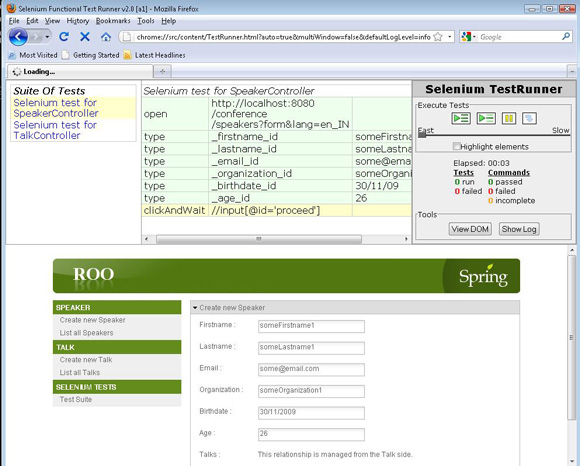 Selenium Functional Test Runner v2.0 [a1] - Mozilla Firefox
File Edit View History Bookmarks Tools Help
chrome://src/content/TestRunner.html?auto=true&multiWindow=false&defaultLogLevel=info
Google
Most Visited Getting Started Latest Headlines
Loading...
Suite Of Tests
Selenium test for
SpeakerController
Selenium test for
TalkController
Selenium test for SpeakerController
open http://localhost:8080
/conference
/speakers?form&lang=en_IN
type _firstname_id someFirstna
type _lastname_id someLastna
type _email_id some@ema
type _organization_id someOrgani
type _birthdate_id 30/11/09
type _age_id 26
clickAndWait //input[@id='proceed']
Selenium TestRunner
Execute Tests
Fast Slow
Highlight elements
Elapsed: 00:03
Tests Commands
0 run 0 passed
0 failed 0 failed
0 incomplete
Tools
View DOM Show Log
ROO
Spring
SPEAKER
Create new Speaker
List all Speakers
TALK
Create new Talk
List all Talks
SELENIUM TESTS
Test Suite
Create new Speaker
Firstname : someFirstname1
Lastname : someLastname1
Email : some@email.com
Organization : someOrganization1
Birthdate : 30/11/2009
Age : 26
Talks : This relationship is managed from the Talk side.